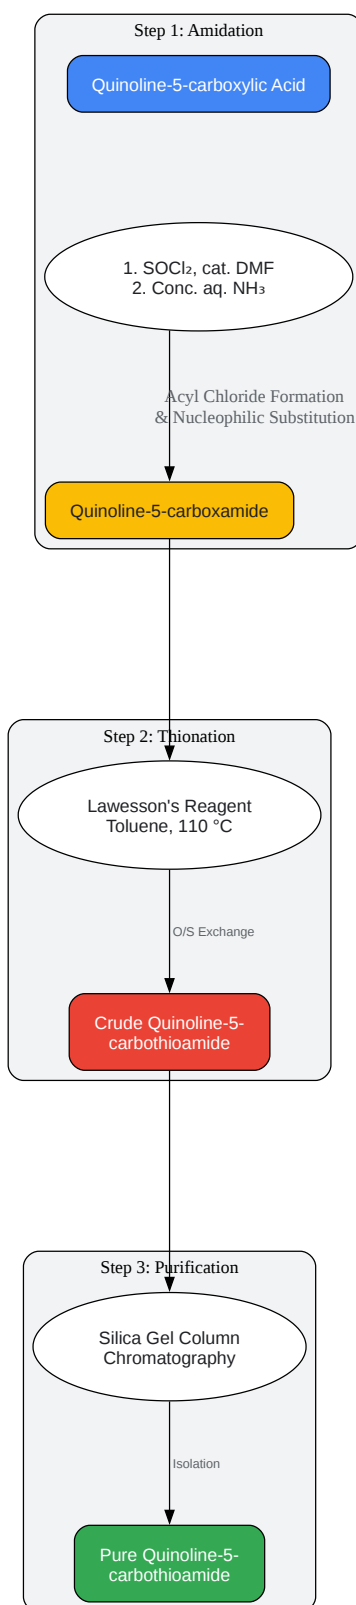 Step 1: Amidation
Quinoline-5-carboxylic Acid
1. SOCl₂, cat. DMF
2. Conc. aq. NH₃
Acyl Chloride Formation
& Nucleophilic Substitution
Quinoline-5-carboxamide
Step 2: Thionation
Lawesson's Reagent
Toluene, 110 °C
O/S Exchange
Crude Quinoline-5-
carbothioamide
Step 3: Purification
Silica Gel Column
Chromatography
Isolation
Pure Quinoline-5-
carbothioamide